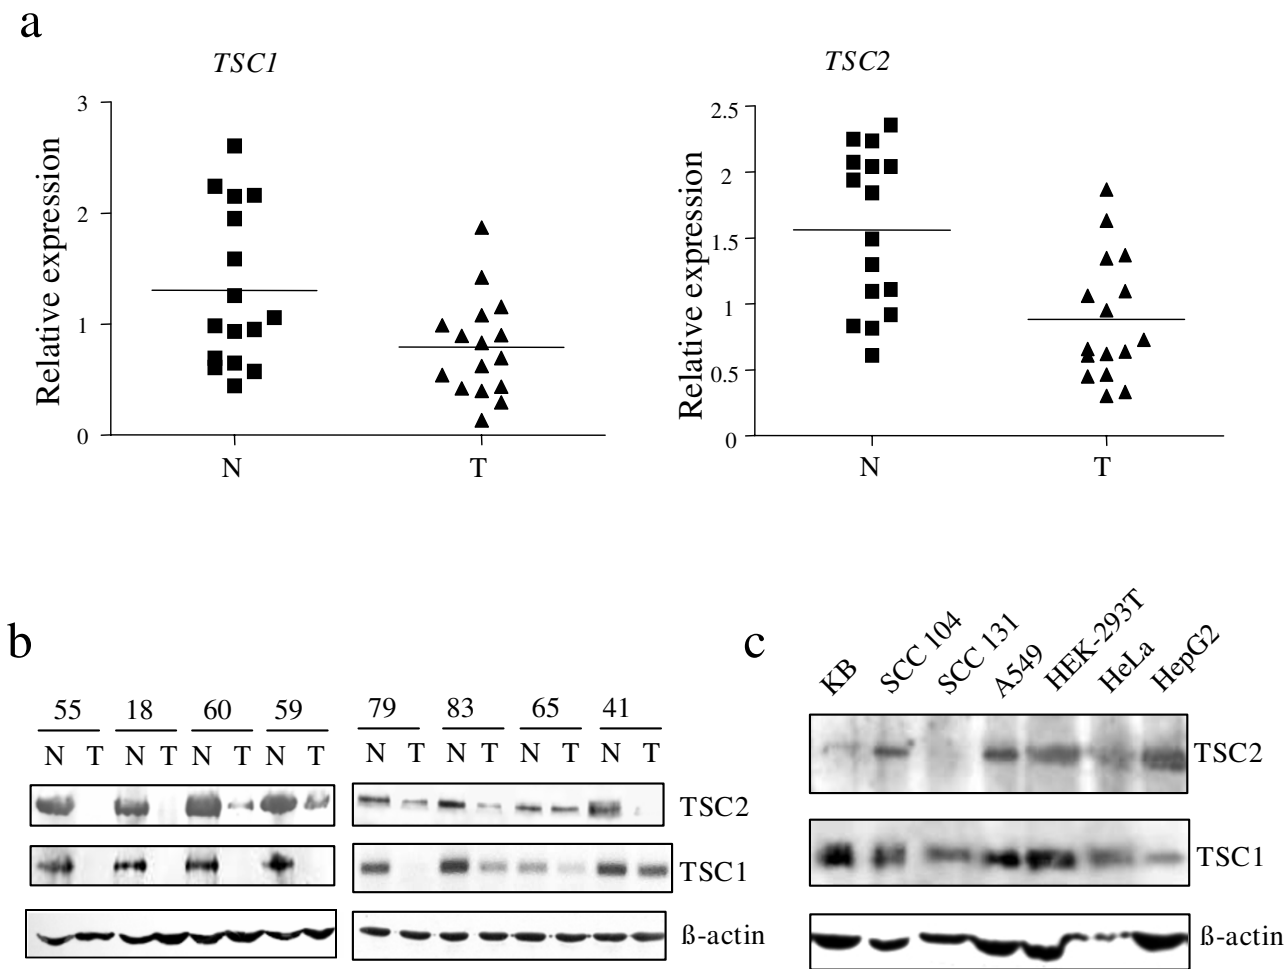 a
TSC1
Relative expression
3
2
1
0
N T
TSC2
Relative expression
2.5
2
1.5
1
0.5
0
N T
b
55 18 60 59
N T N T N T N T
79 83 65 41
N T N T N T N T
TSC2
TSC1
ß-actin
c
KB SCC 104 SCC 131 A549 HEK-293T HeLa HepG2
TSC2
TSC1
ß-actin